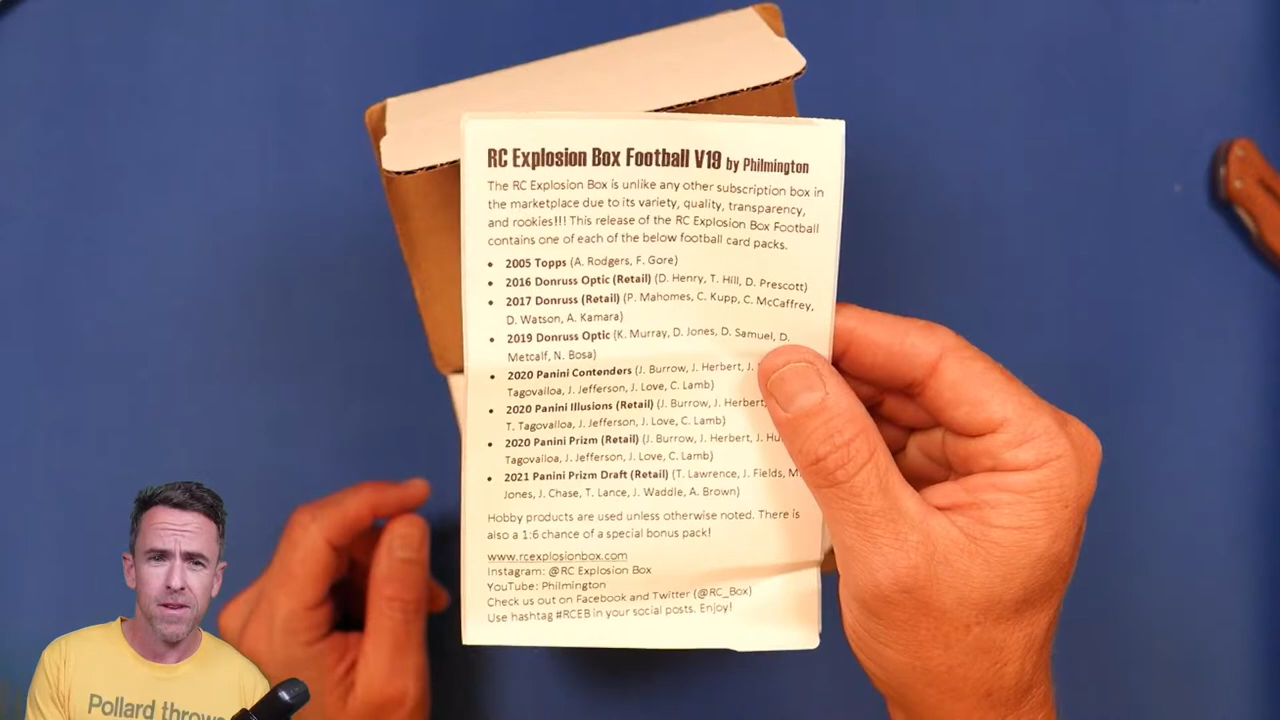 RC Explosion Box Football V19 by Philmington
The RC Explosion Box is unlike any other subscription box in
the marketplace due to its variety, quality, transparency,
and rookies!!! This release of the RC Explosion Box Football
contains one of each of the below football card packs.
• 2005 Topps (A. Rodgers, F. Gore)
• 2016 Donruss Optic (Retail) (D. Henry, T. Hill, D. Prescott)
• 2017 Donruss (Retail) (P. Mahomes, C. Kupp, C. McCaffrey,
D. Watson, A. Kamara)
• 2019 Donruss Optic (K. Murray, D. Jones, D. Samuel, D.
Metcalf, N. Bosa)
• 2020 Panini Contenders (J. Burrow, J. Herbert, J.
Tagovailoa, J. Jefferson, J. Love, C. Lamb)
• 2020 Panini Illusions (Retail) (J. Burrow, J. Herbert,
T. Tagovailoa, J. Jefferson, J. Love, C. Lamb)
• 2020 Panini Prizm (Retail) (J. Burrow, J. Herbert, J. Hu
Tagovailoa, J. Jefferson, J. Love, C. Lamb)
• 2021 Panini Prizm Draft (Retail) (T. Lawrence, J. Fields, M.
Jones, J. Chase, T. Lance, J. Waddle, A. Brown)
Hobby products are used unless otherwise noted. There is
also a 1:6 chance of a special bonus pack!
www.rcexplosionbox.com
Instagram: @RC Explosion Box
YouTube: Philmington
Check us out on Facebook and Twitter (@RC_Box)
Use hashtag #RCEB in your social posts. Enjoy!
Pollard throws